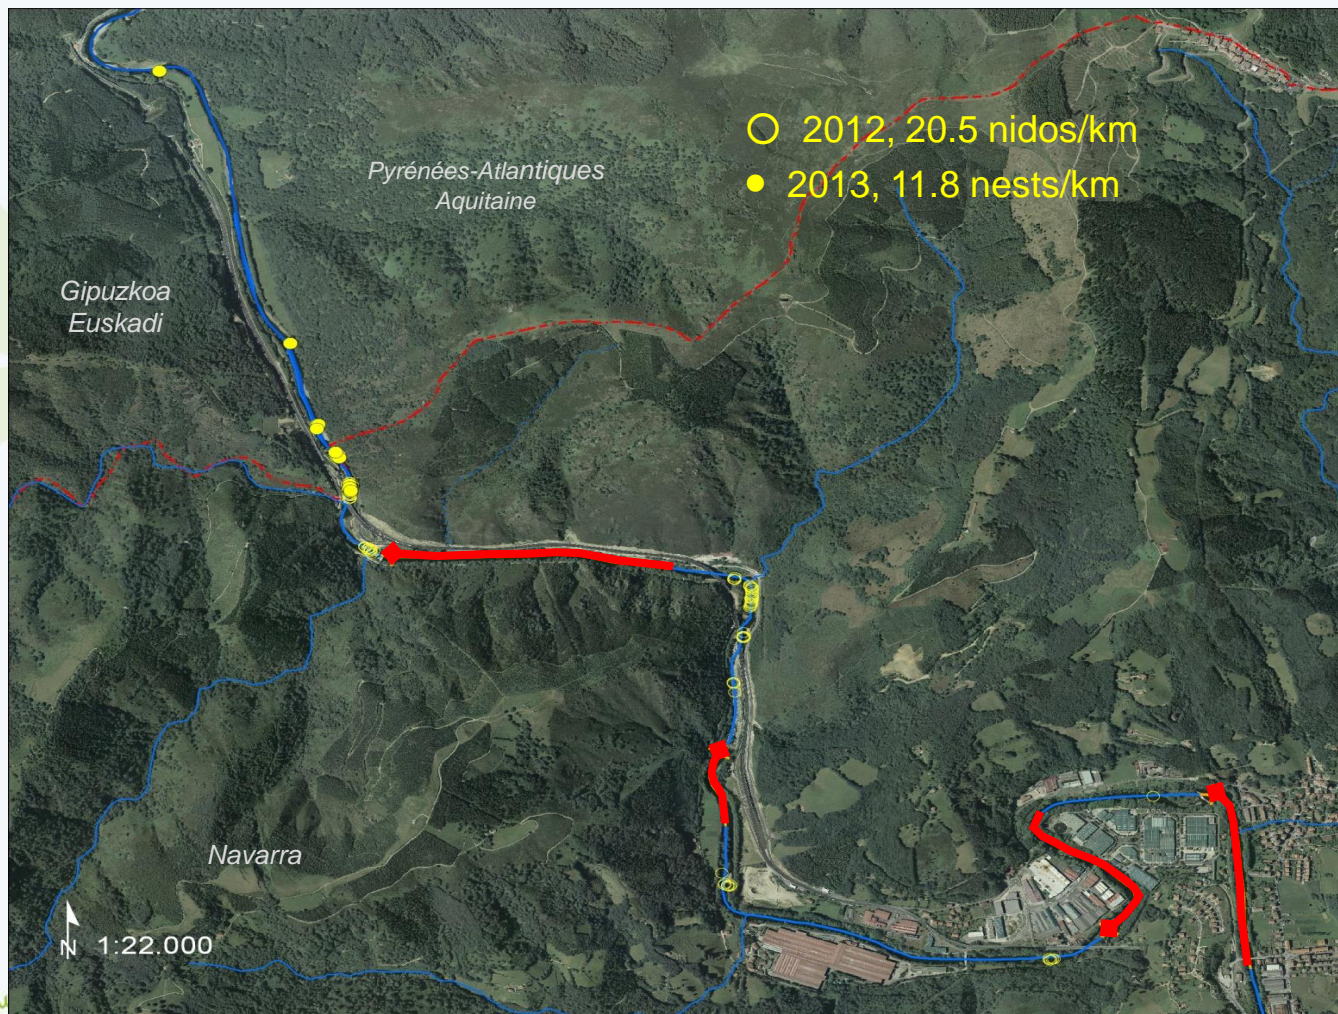 2012, 20.5 nidos/km
2013, 11.8 nests/km
Pyrénées-Atlantiques
Aquitaine
Gipuzkoa
Euskadi
Navarra
N 1:22.000